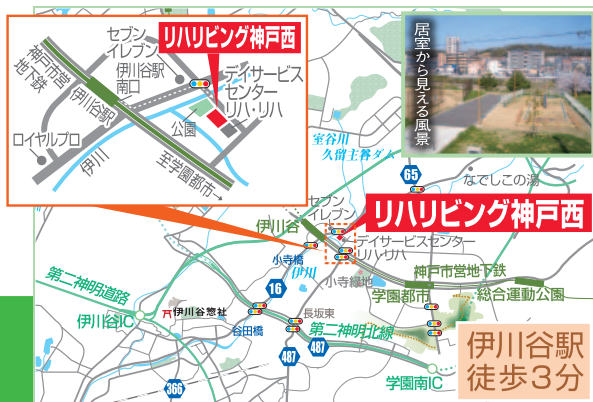 セブン
イレブン
伊川谷駅
南口
リハリビング神戸西
デイサービス
センター
リハ・リハ
神戸市営
地下鉄
伊川谷駅
公園
ロイヤルプロ
伊川
至学園都市→
居室から見える風景
室谷川
久留主谷ダム
65
なでしこの湯
セブン
イレブン
リハリビング神戸西
伊川谷
デイサービスセンター
リハ・リハ
小寺橋
伊川
小寺緑地
神戸市営地下鉄
学園都市
総合運動公園
第二神明道路
16
伊川谷IC
伊川谷惣社
谷田橋
長坂東
第二神明北線
487
487
366
学園南IC
伊川谷駅
徒歩3分